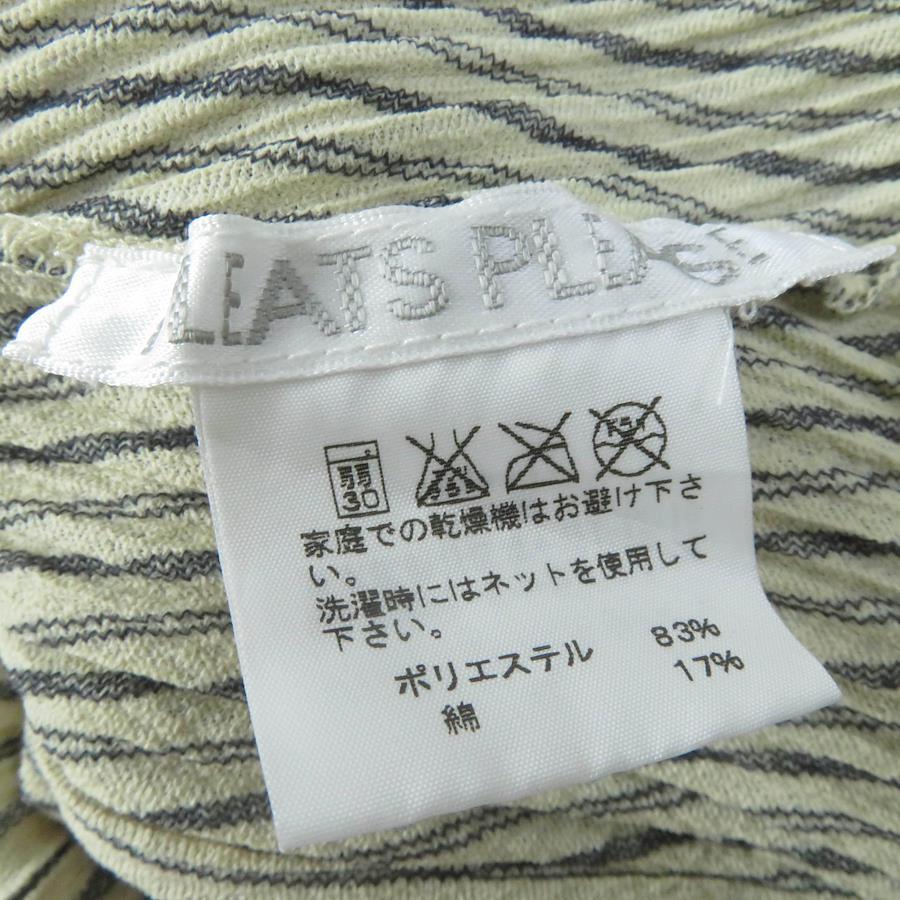 PLEATS PLEASE
弱
30
家庭での乾燥機はお避け下さ
い。
洗濯時にはネットを使用して
下さい。
ポリエステル 83%
綿 17%